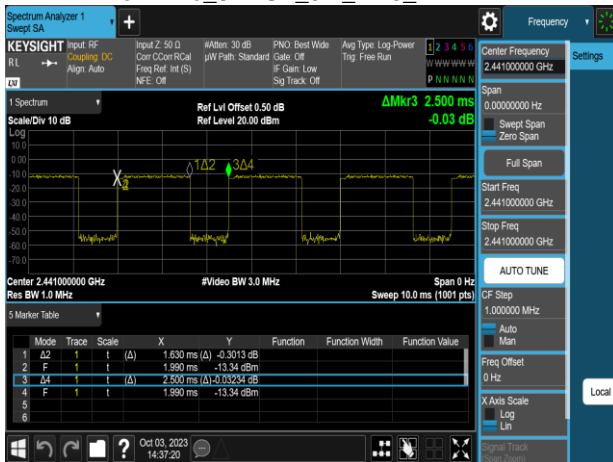 Spectrum Analyzer 1
Swept SA
+
Frequency
KEYSIGHT Input: RF Input Z: 50 Ω #Atten: 30 dB PNO: Best Wide Avg Type: Log-Power 1 2 3 4 5 6
RL Coupling: DC Corr CCorr RCal µW Path: Standard Gate: Off Trig: Free Run
Align: Auto Freq Ref: Int (S) IF Gain: Low W W W W W W
LXI NFE: Off Sig Track: Off P N N N N N
Settings
Center Frequency
2.441000000 GHz
Span
0.00000000 Hz
Swept Span
Zero Span
Full Span
Start Freq
2.441000000 GHz
Stop Freq
2.441000000 GHz
AUTO TUNE
CF Step
1.000000 MHz
Auto
Man
Freq Offset
0 Hz
X Axis Scale
Log
Lin
Signal Track
(Span Zoom)
Local
1 Spectrum Ref Lvl Offset 0.50 dB ΔMkr3 2.500 ms
Scale/Div 10 dB Ref Level 20.00 dBm -0.03 dB
Log
10.0
0.00
-10.0
-20.0
-30.0
-40.0
-50.0
-60.0
-70.0
X
1Δ2 3Δ4
Center 2.441000000 GHz #Video BW 3.0 MHz Span 0 Hz
Res BW 1.0 MHz Sweep 10.0 ms (1001 pts)
5 Marker Table
Mode Trace Scale X Y Function Function Width Function Value
1 Δ2 1 t (Δ) 1.630 ms (Δ) -0.3013 dB
2 F 1 t 1.990 ms -13.34 dBm
3 Δ4 1 t (Δ) 2.500 ms (Δ) -0.03234 dB
4 F 1 t 1.990 ms -13.34 dBm
5
6
? Oct 03, 2023
14:37:20